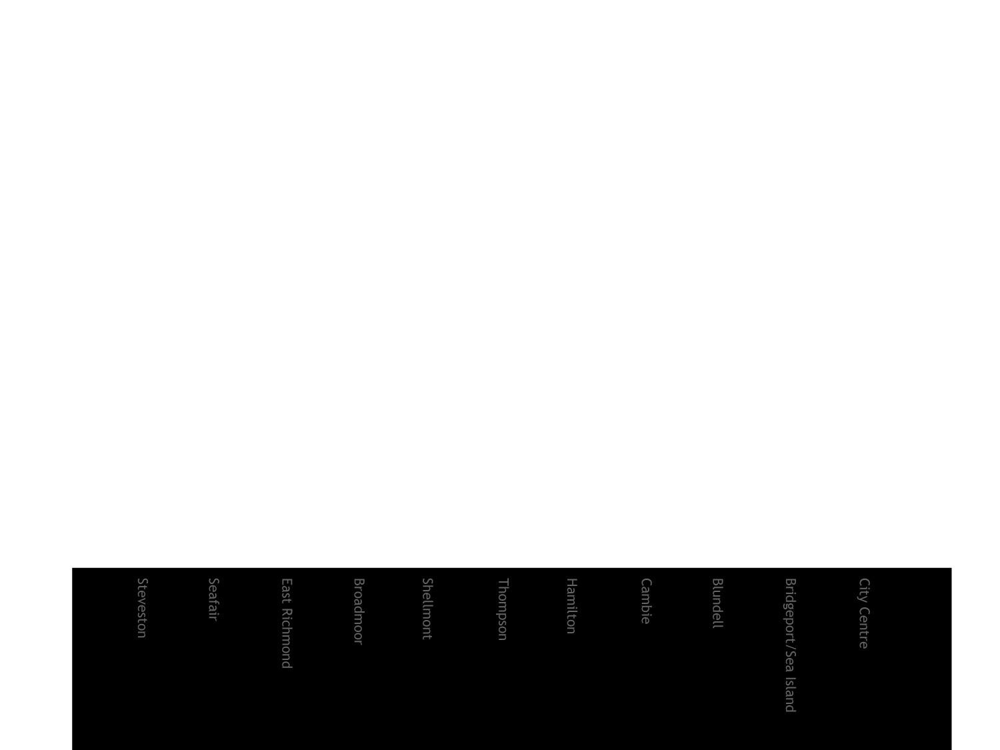 Steveston
Seafair
East Richmond
Broadmoor
Shellmont
Thompson
Hamilton
Cambie
Blundell
Bridgeport/Sea Island
City Centre